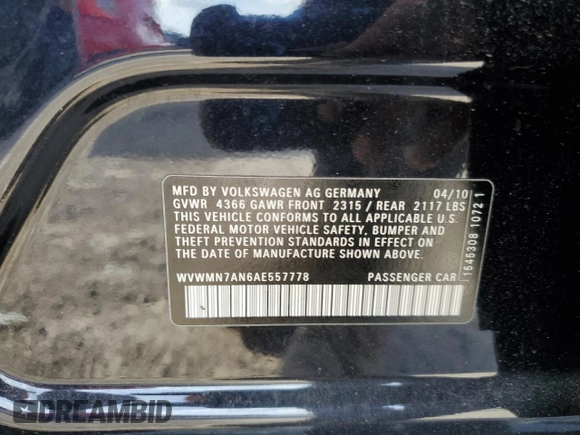 MFD BY VOLKSWAGEN AG GERMANY 04/10
GVWR 4366 GAWR FRONT 2315 / REAR 2117 LBS
THIS VEHICLE CONFORMS TO ALL APPLICABLE U.S.
FEDERAL MOTOR VEHICLE SAFETY, BUMPER AND
THEFT PREVENTION STANDARDS IN EFFECT ON
THE DATE OF MANUFACTURE SHOWN ABOVE.
WVWMN7AN6AE557778 PASSENGER CAR
1545308 1072 1
DREAMBID